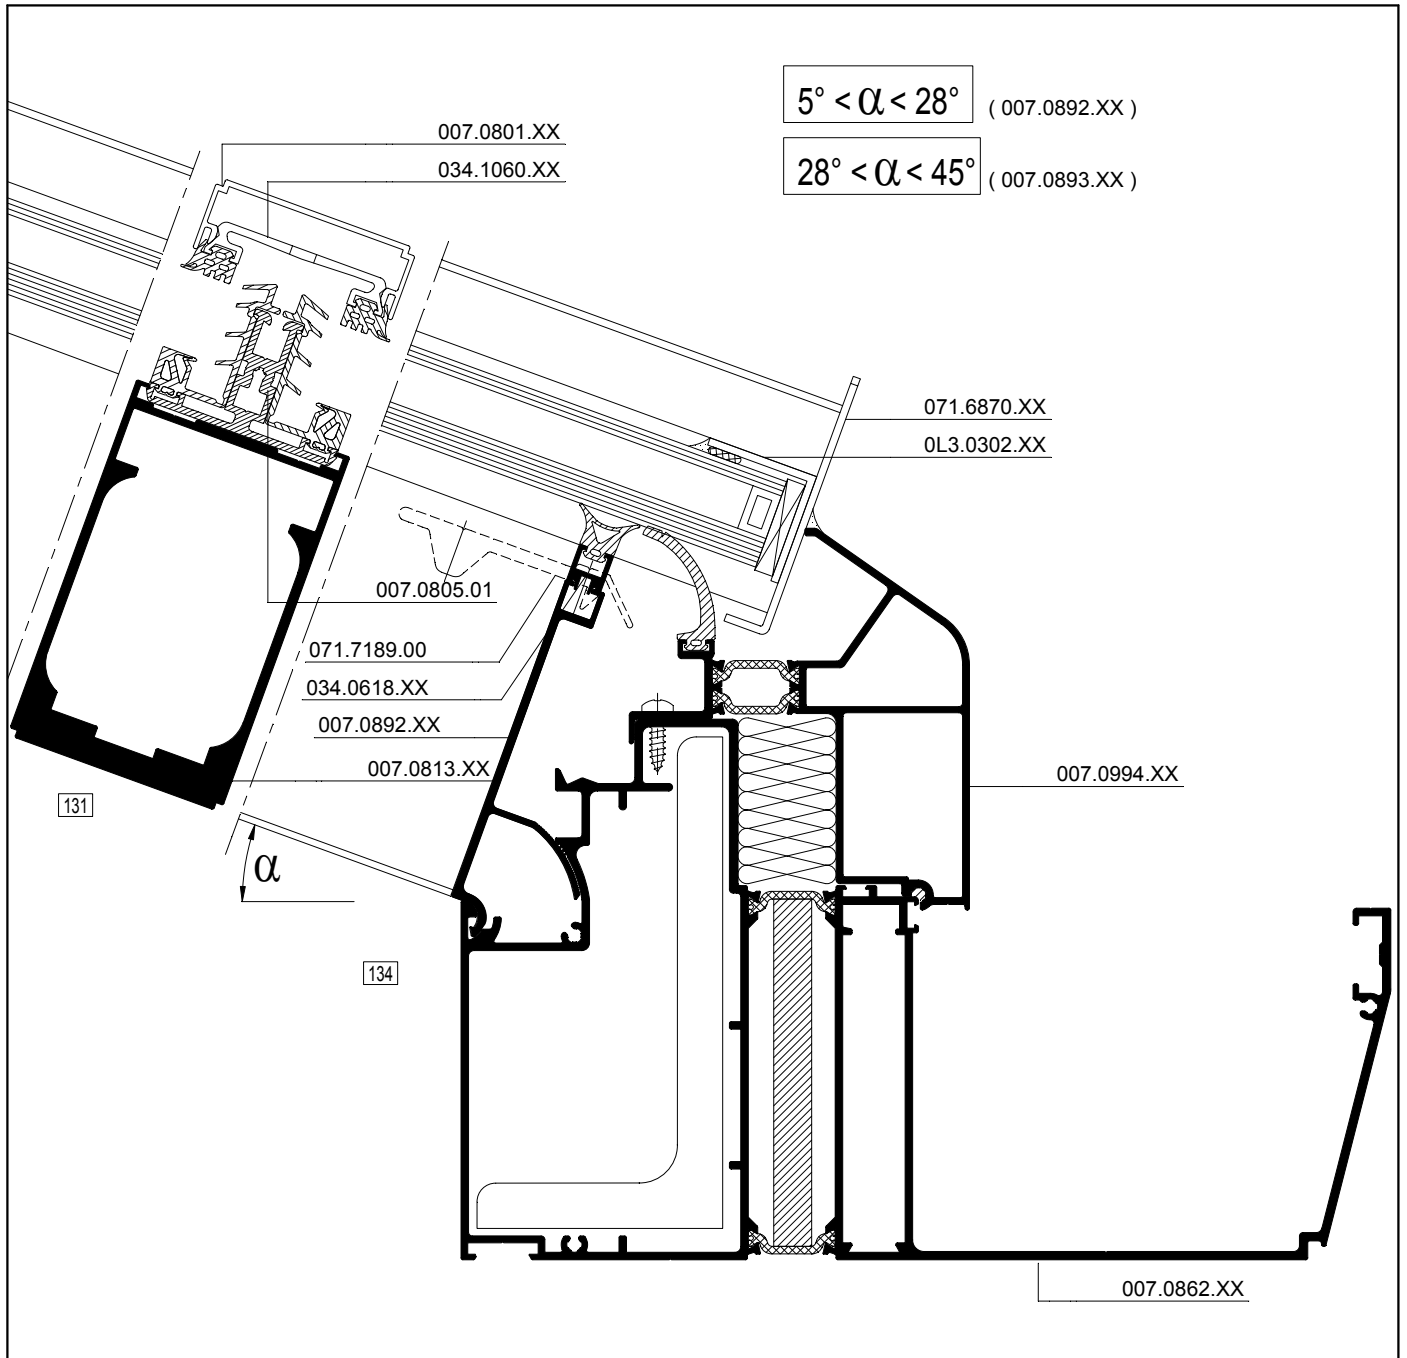 5° < α < 28° ( 007.0892.XX )
28° < α < 45° ( 007.0893.XX )
007.0801.XX
034.1060.XX
071.6870.XX
0L3.0302.XX
007.0805.01
071.7189.00
034.0618.XX
007.0892.XX
007.0813.XX
007.0994.XX
131
α
134
007.0862.XX